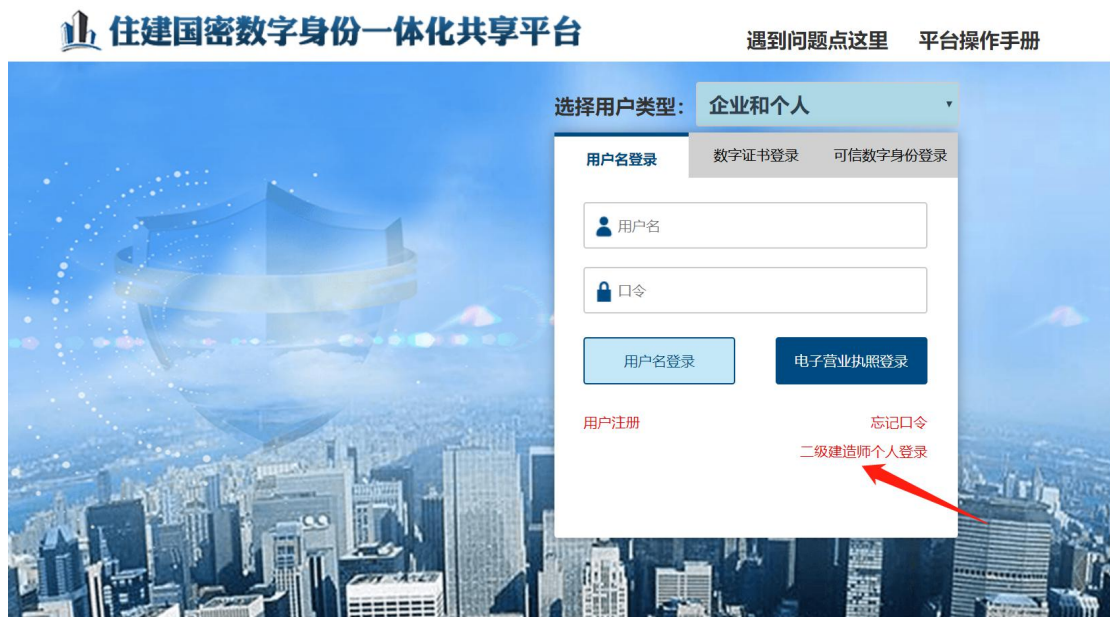 住建国密数字身份一体化共享平台
遇到问题点这里 平台操作手册
选择用户类型： 企业和个人
用户名登录 数字证书登录 可信数字身份登录
用户名
口令
用户名登录 电子营业执照登录
用户注册 忘记口令
二级建造师个人登录